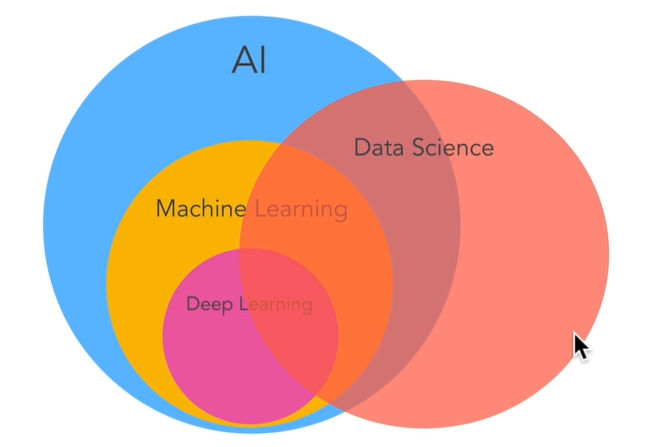 AI
Data Science
Machine Learning
Deep Learning